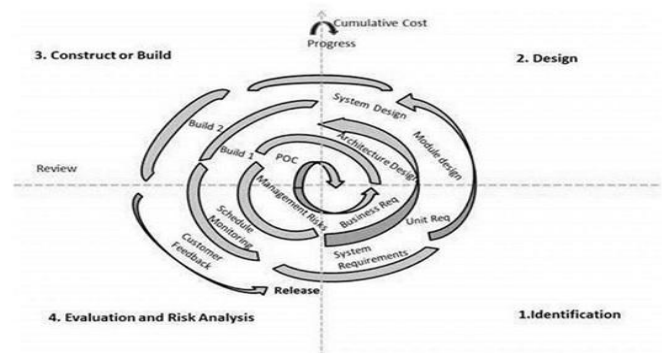 Cumulative Cost
Progress
3. Construct or Build
2. Design
System Design
Module design
Build 2
Build 1
POC
Architecture Design
Review
Management Risks
Business Req
Unit Req
Schedule
Monitoring
System
Requirements
Customer
Feedback
Release
4. Evaluation and Risk Analysis
1.Identification